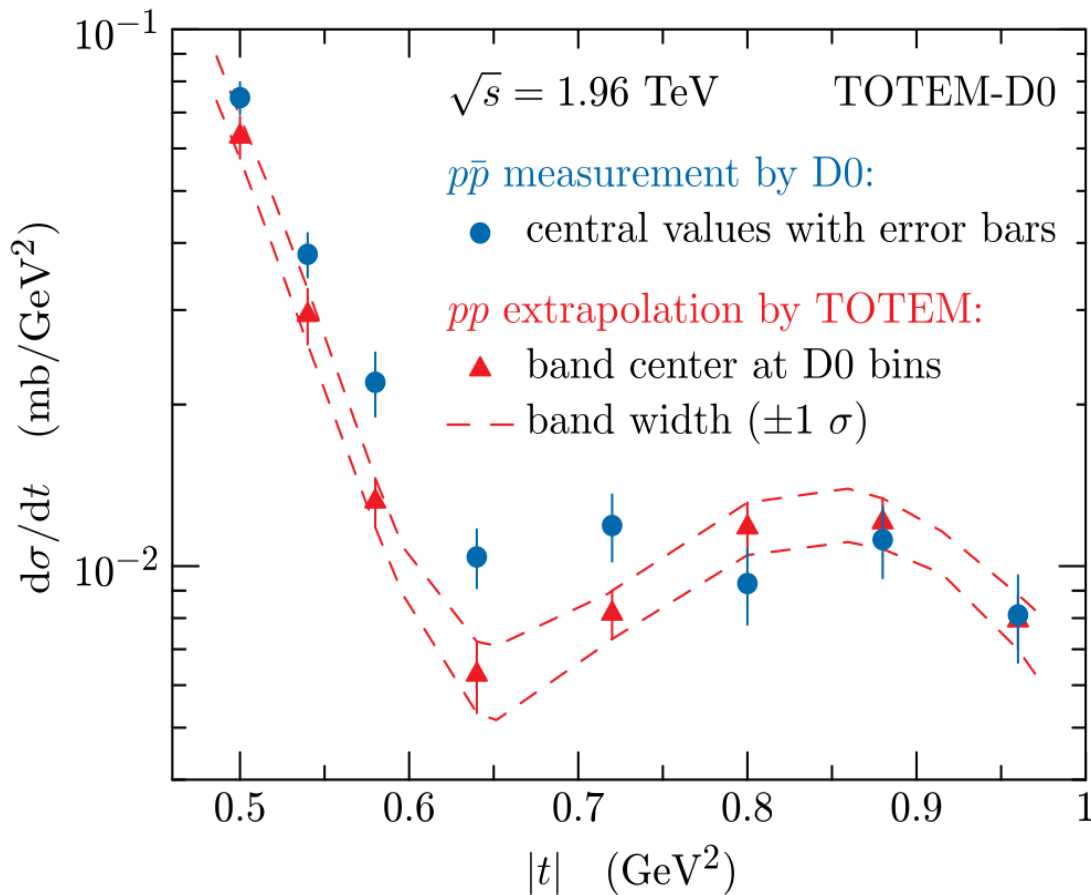 10⁻¹
√s = 1.96 TeV TOTEM-D0
pp̄ measurement by D0:
central values with error bars
pp extrapolation by TOTEM:
band center at D0 bins
band width (±1 σ)
10⁻²
dσ/dt (mb/GeV²)
0.5 0.6 0.7 0.8 0.9 1
|t| (GeV²)